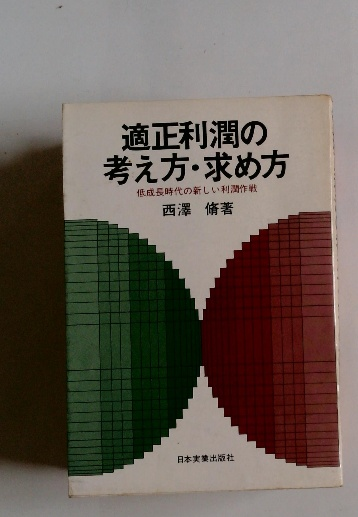 適正利潤の
考え方・求め方
低成長時代の新しい利潤作戦
西澤 脩著
日本実業出版社